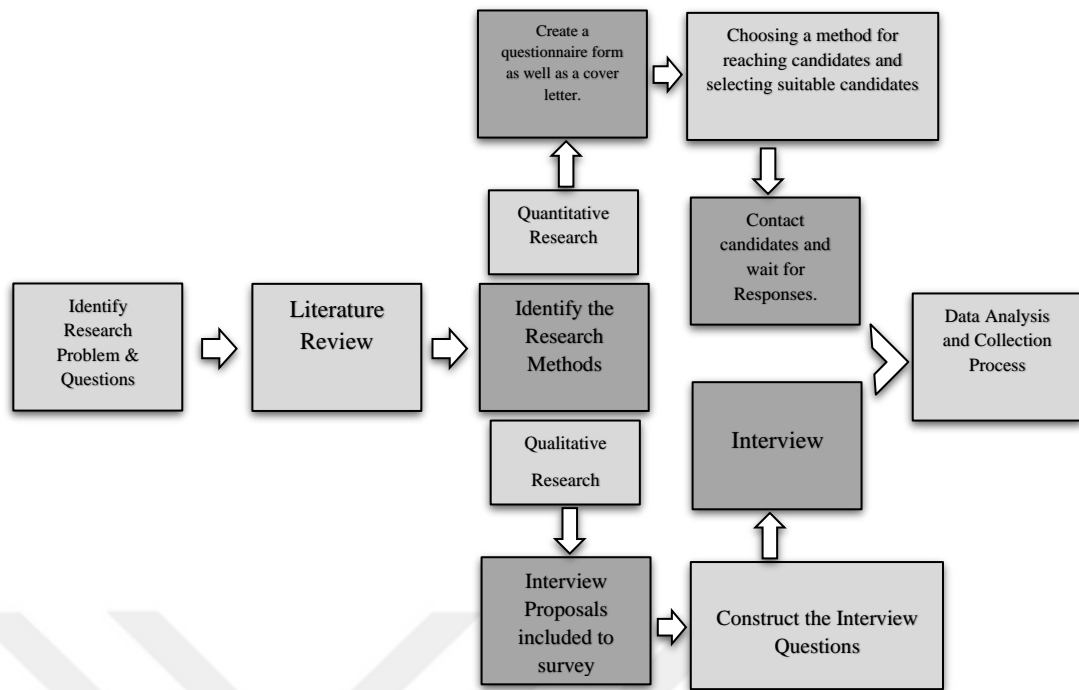 Create a
questionnaire form
as well as a cover
letter.
Choosing a method for
reaching candidates and
selecting suitable candidates
Quantitative
Research
Contact
candidates and
wait for
Responses.
Identify
Research
Problem &
Questions
Literature
Review
Identify the
Research
Methods
Data Analysis
and Collection
Process
Qualitative
Research
Interview
Interview
Proposals
included to
survey
Construct the Interview
Questions